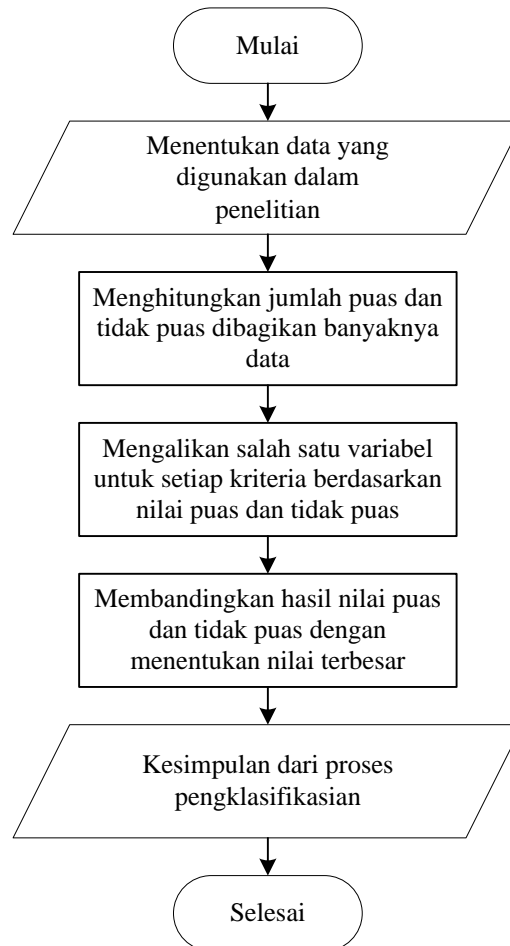 Mulai
Menentukan data yang
digunakan dalam
penelitian
Menghitungkan jumlah puas dan
tidak puas dibagikan banyaknya
data
Mengalikan salah satu variabel
untuk setiap kriteria berdasarkan
nilai puas dan tidak puas
Membandingkan hasil nilai puas
dan tidak puas dengan
menentukan nilai terbesar
Kesimpulan dari proses
pengklasifikasian
Selesai